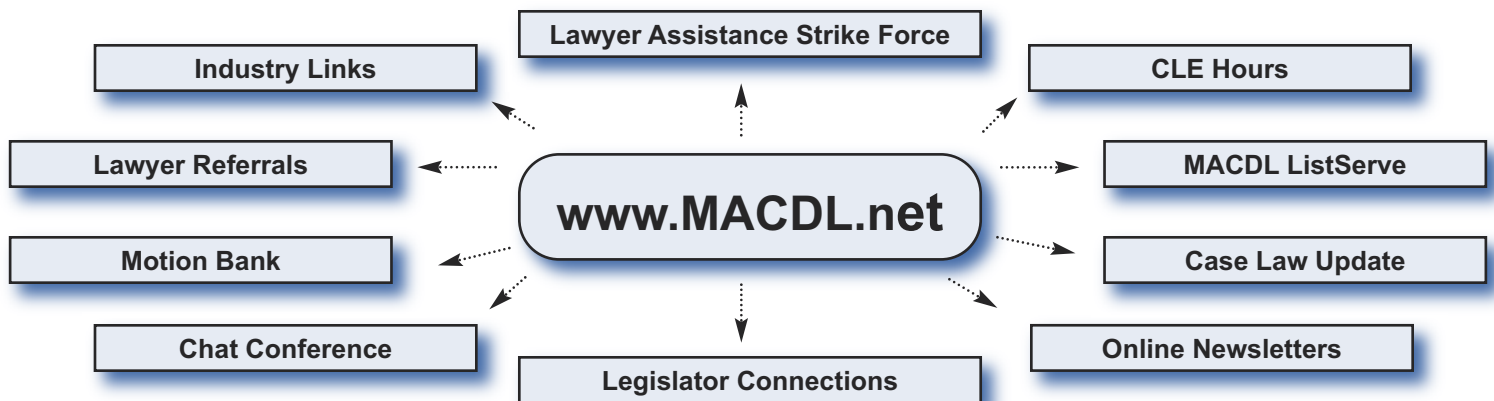 Lawyer Assistance Strike Force
Industry Links
CLE Hours
Lawyer Referrals
MACDL ListServe
www.MACDL.net
Motion Bank
Case Law Update
Chat Conference
Online Newsletters
Legislator Connections